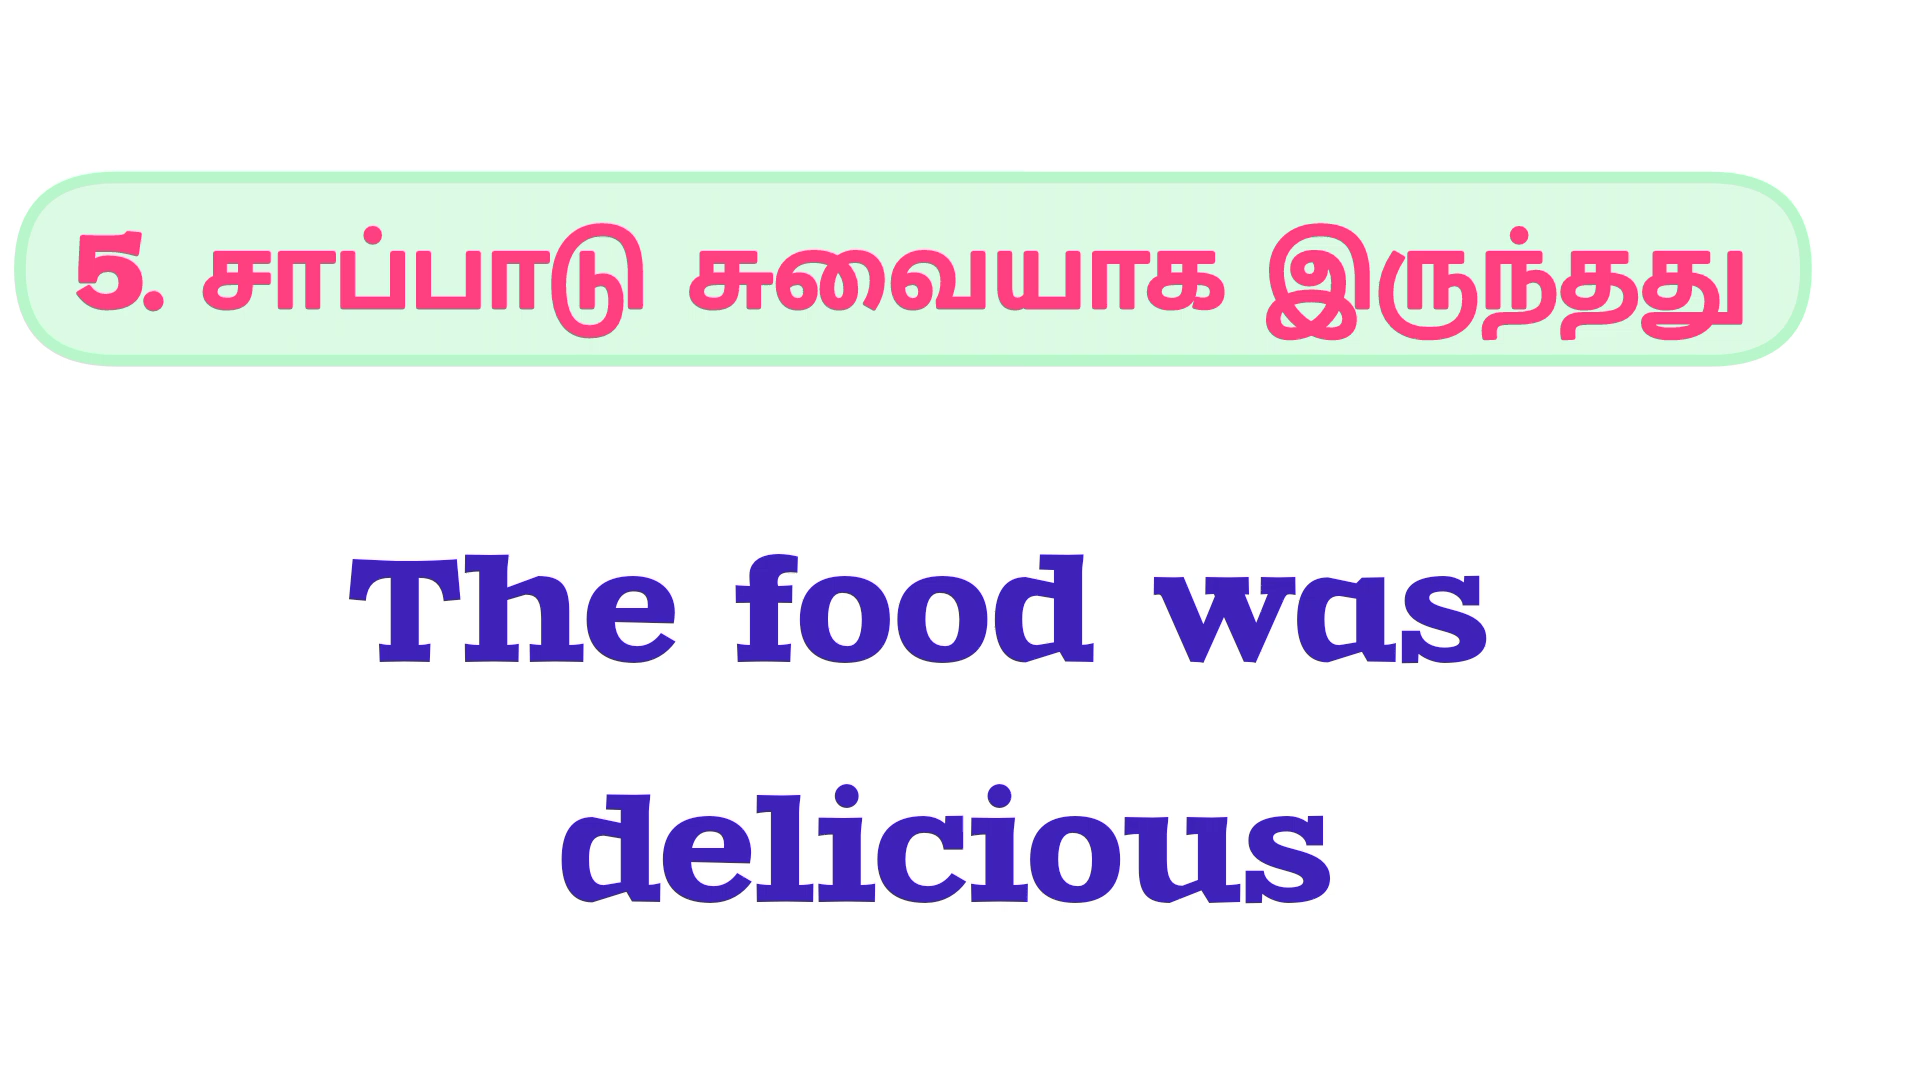 5. சாப்பாடு சுவையாக இருந்தது
The food was
delicious